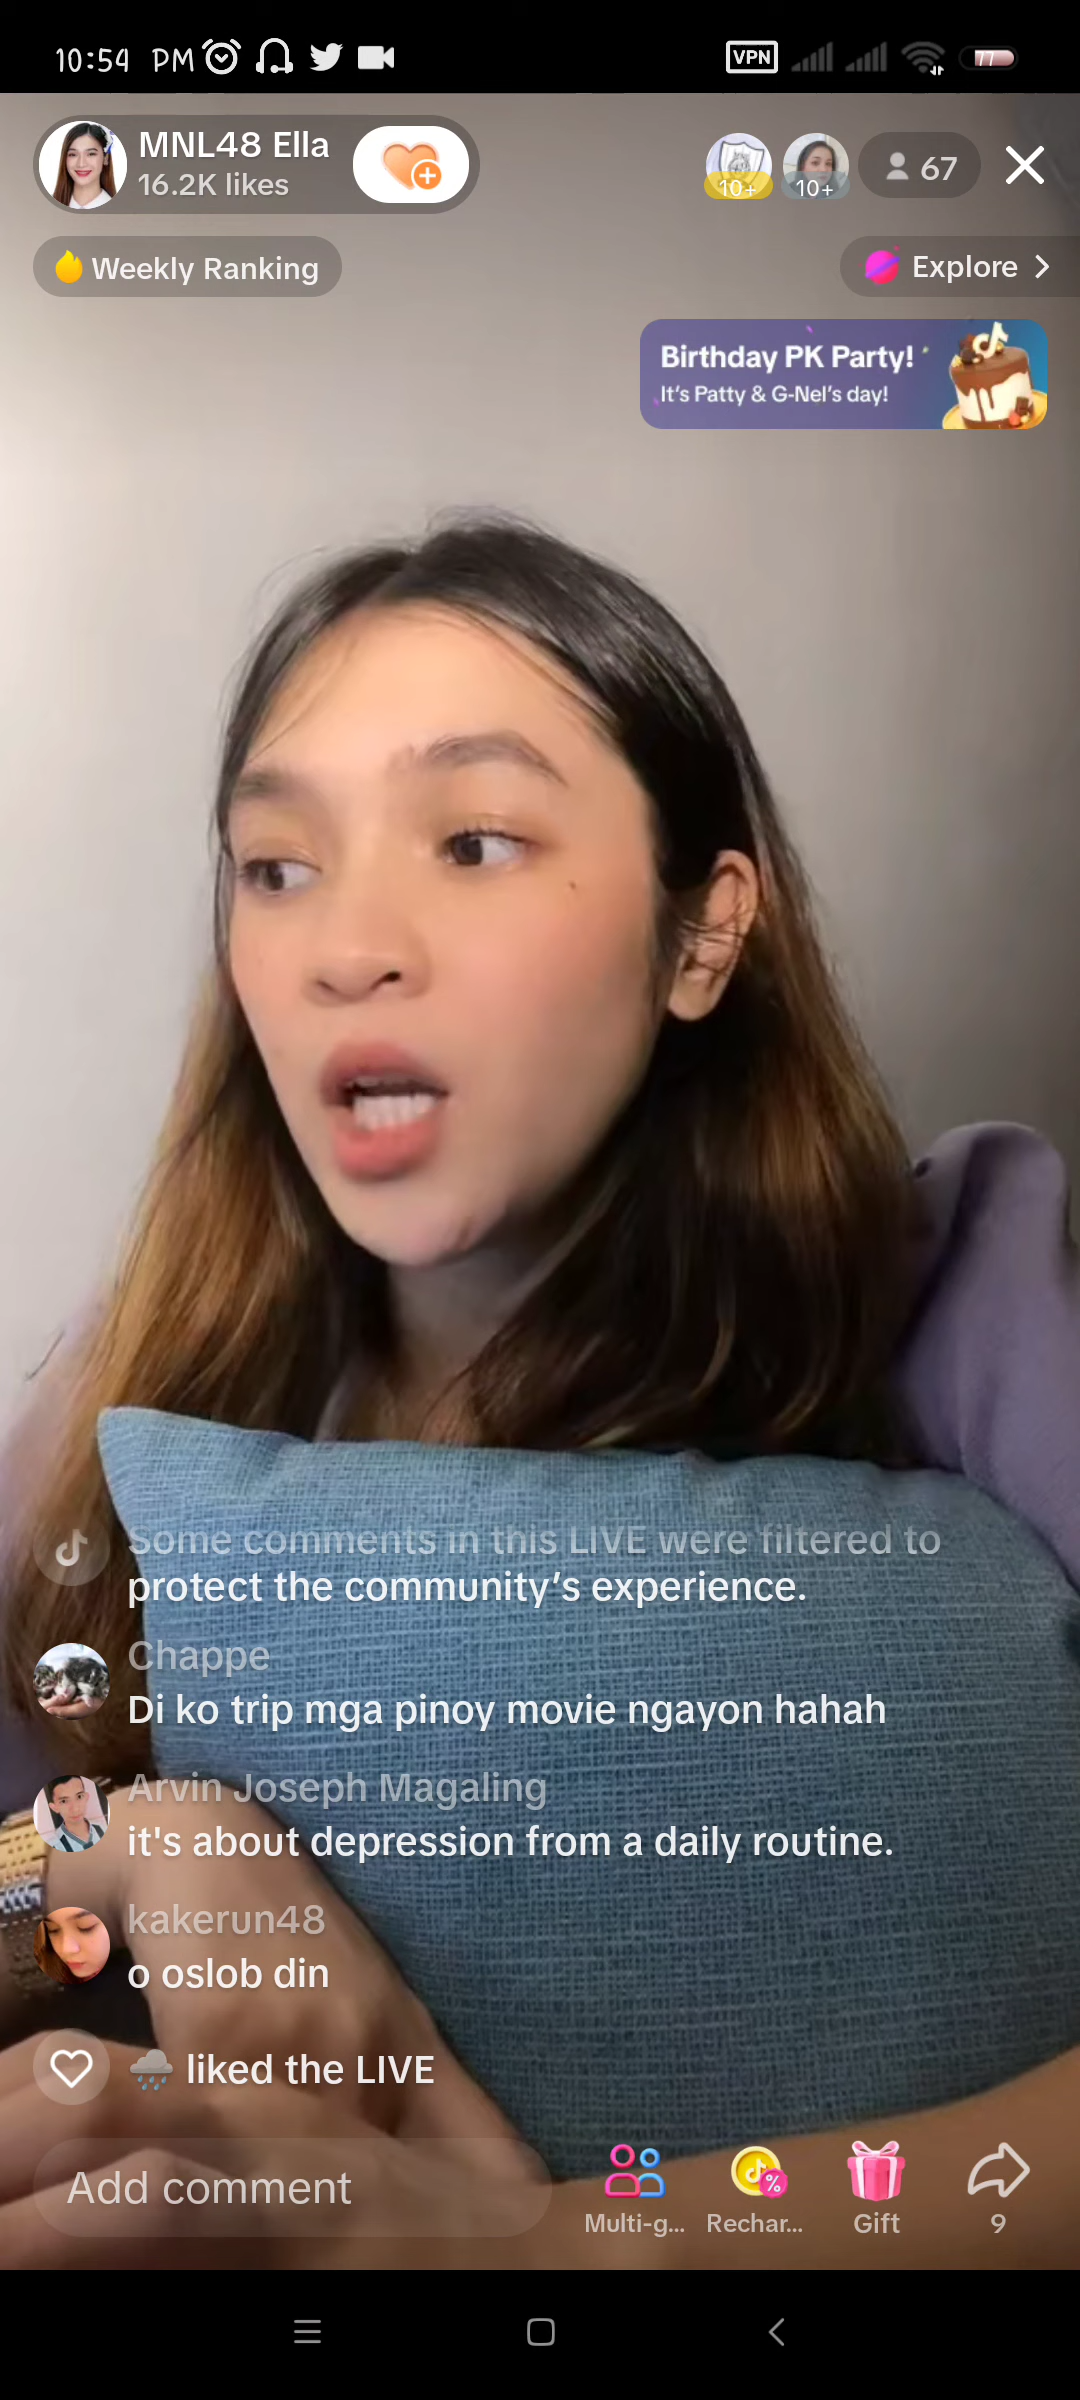 10:54 PM
VPN
77
MNL48 Ella
16.2K likes
10+
10+
67
Weekly Ranking
Explore
Birthday PK Party!
It's Patty & G-Nel's day!
Some comments in this LIVE were filtered to
protect the community's experience.
Chappe
Di ko trip mga pinoy movie ngayon hahah
Arvin Joseph Magaling
it's about depression from a daily routine.
kakerun48
o oslob din
liked the LIVE
Add comment
Multi-g...
Rechar...
Gift
9